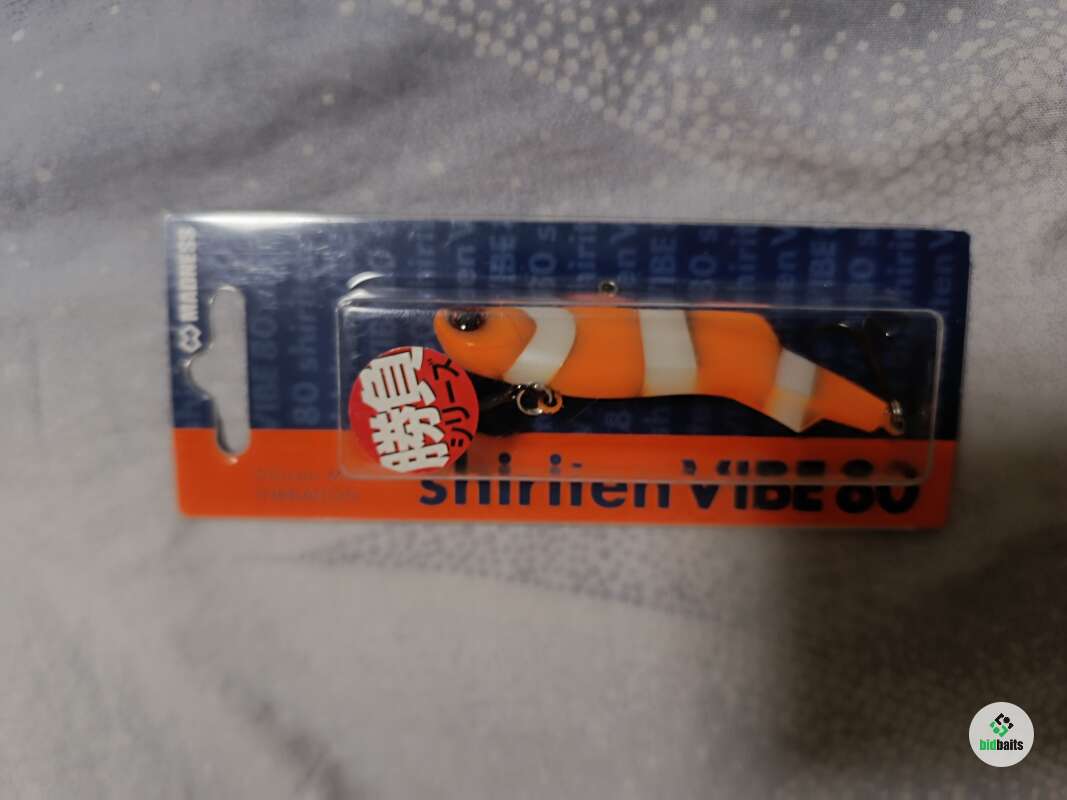 MADNESS
勝負
シリーズ
shiriten VIBE 80
bidbaits